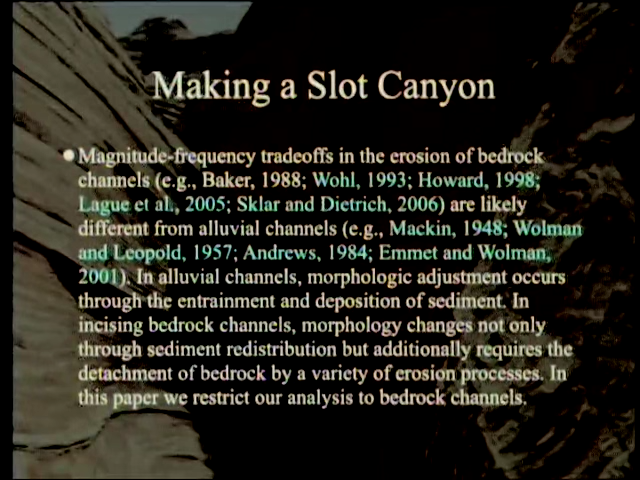 Making a Slot Canyon
Magnitude-frequency tradeoffs in the erosion of bedrock
channels (e.g., Baker, 1988; Wohl, 1993; Howard, 1998;
Lague et al., 2005; Sklar and Dietrich, 2006) are likely
different from alluvial channels (e.g., Mackin, 1948; Wolman
and Leopold, 1957; Andrews, 1984; Emmet and Wolman,
2001). In alluvial channels, morphologic adjustment occurs
through the entrainment and deposition of sediment. In
incising bedrock channels, morphology changes not only
through sediment redistribution but additionally requires the
detachment of bedrock by a variety of erosion processes. In
this paper we restrict our analysis to bedrock channels.